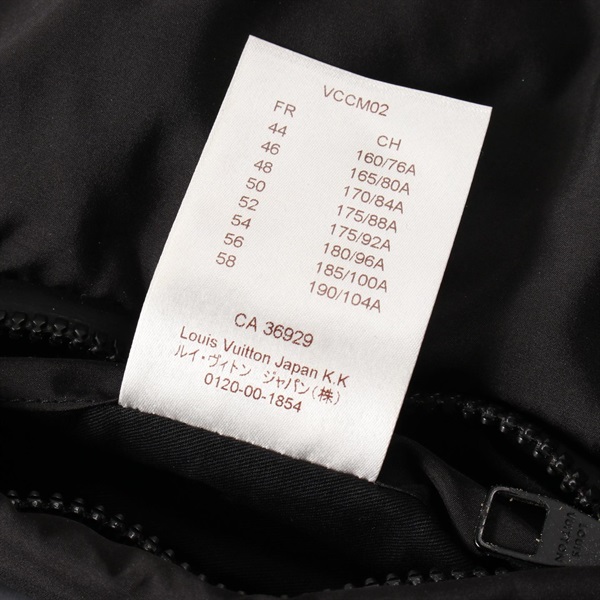 VCCM02
FR CH
44 160/76A
46 165/80A
48 170/84A
50 175/88A
52 175/92A
54 180/96A
56 185/100A
58 190/104A
CA 36929
Louis Vuitton Japan K.K
ルイ・ヴィトン ジャパン(株)
0120-00-1854
LOUIS
VUITTON